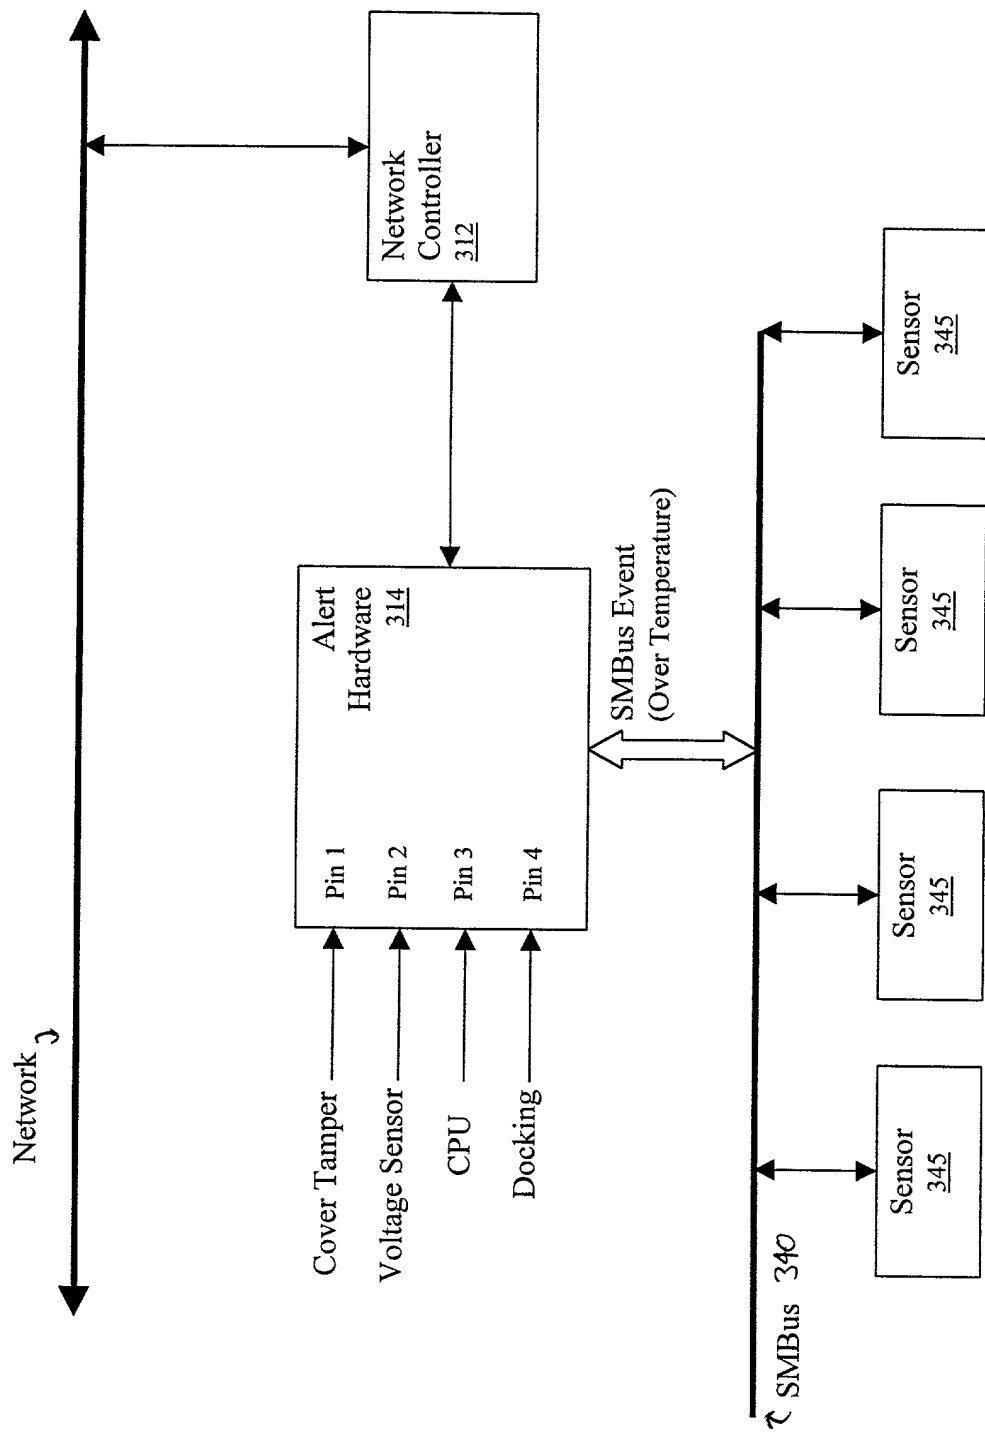 Network
Network
Controller
312
Alert
Hardware
314
Cover Tamper
Pin 1
Voltage Sensor
Pin 2
CPU
Pin 3
Docking
Pin 4
SMBus Event
(Over Temperature)
SMBus 340
Sensor
345
Sensor
345
Sensor
345
Sensor
345